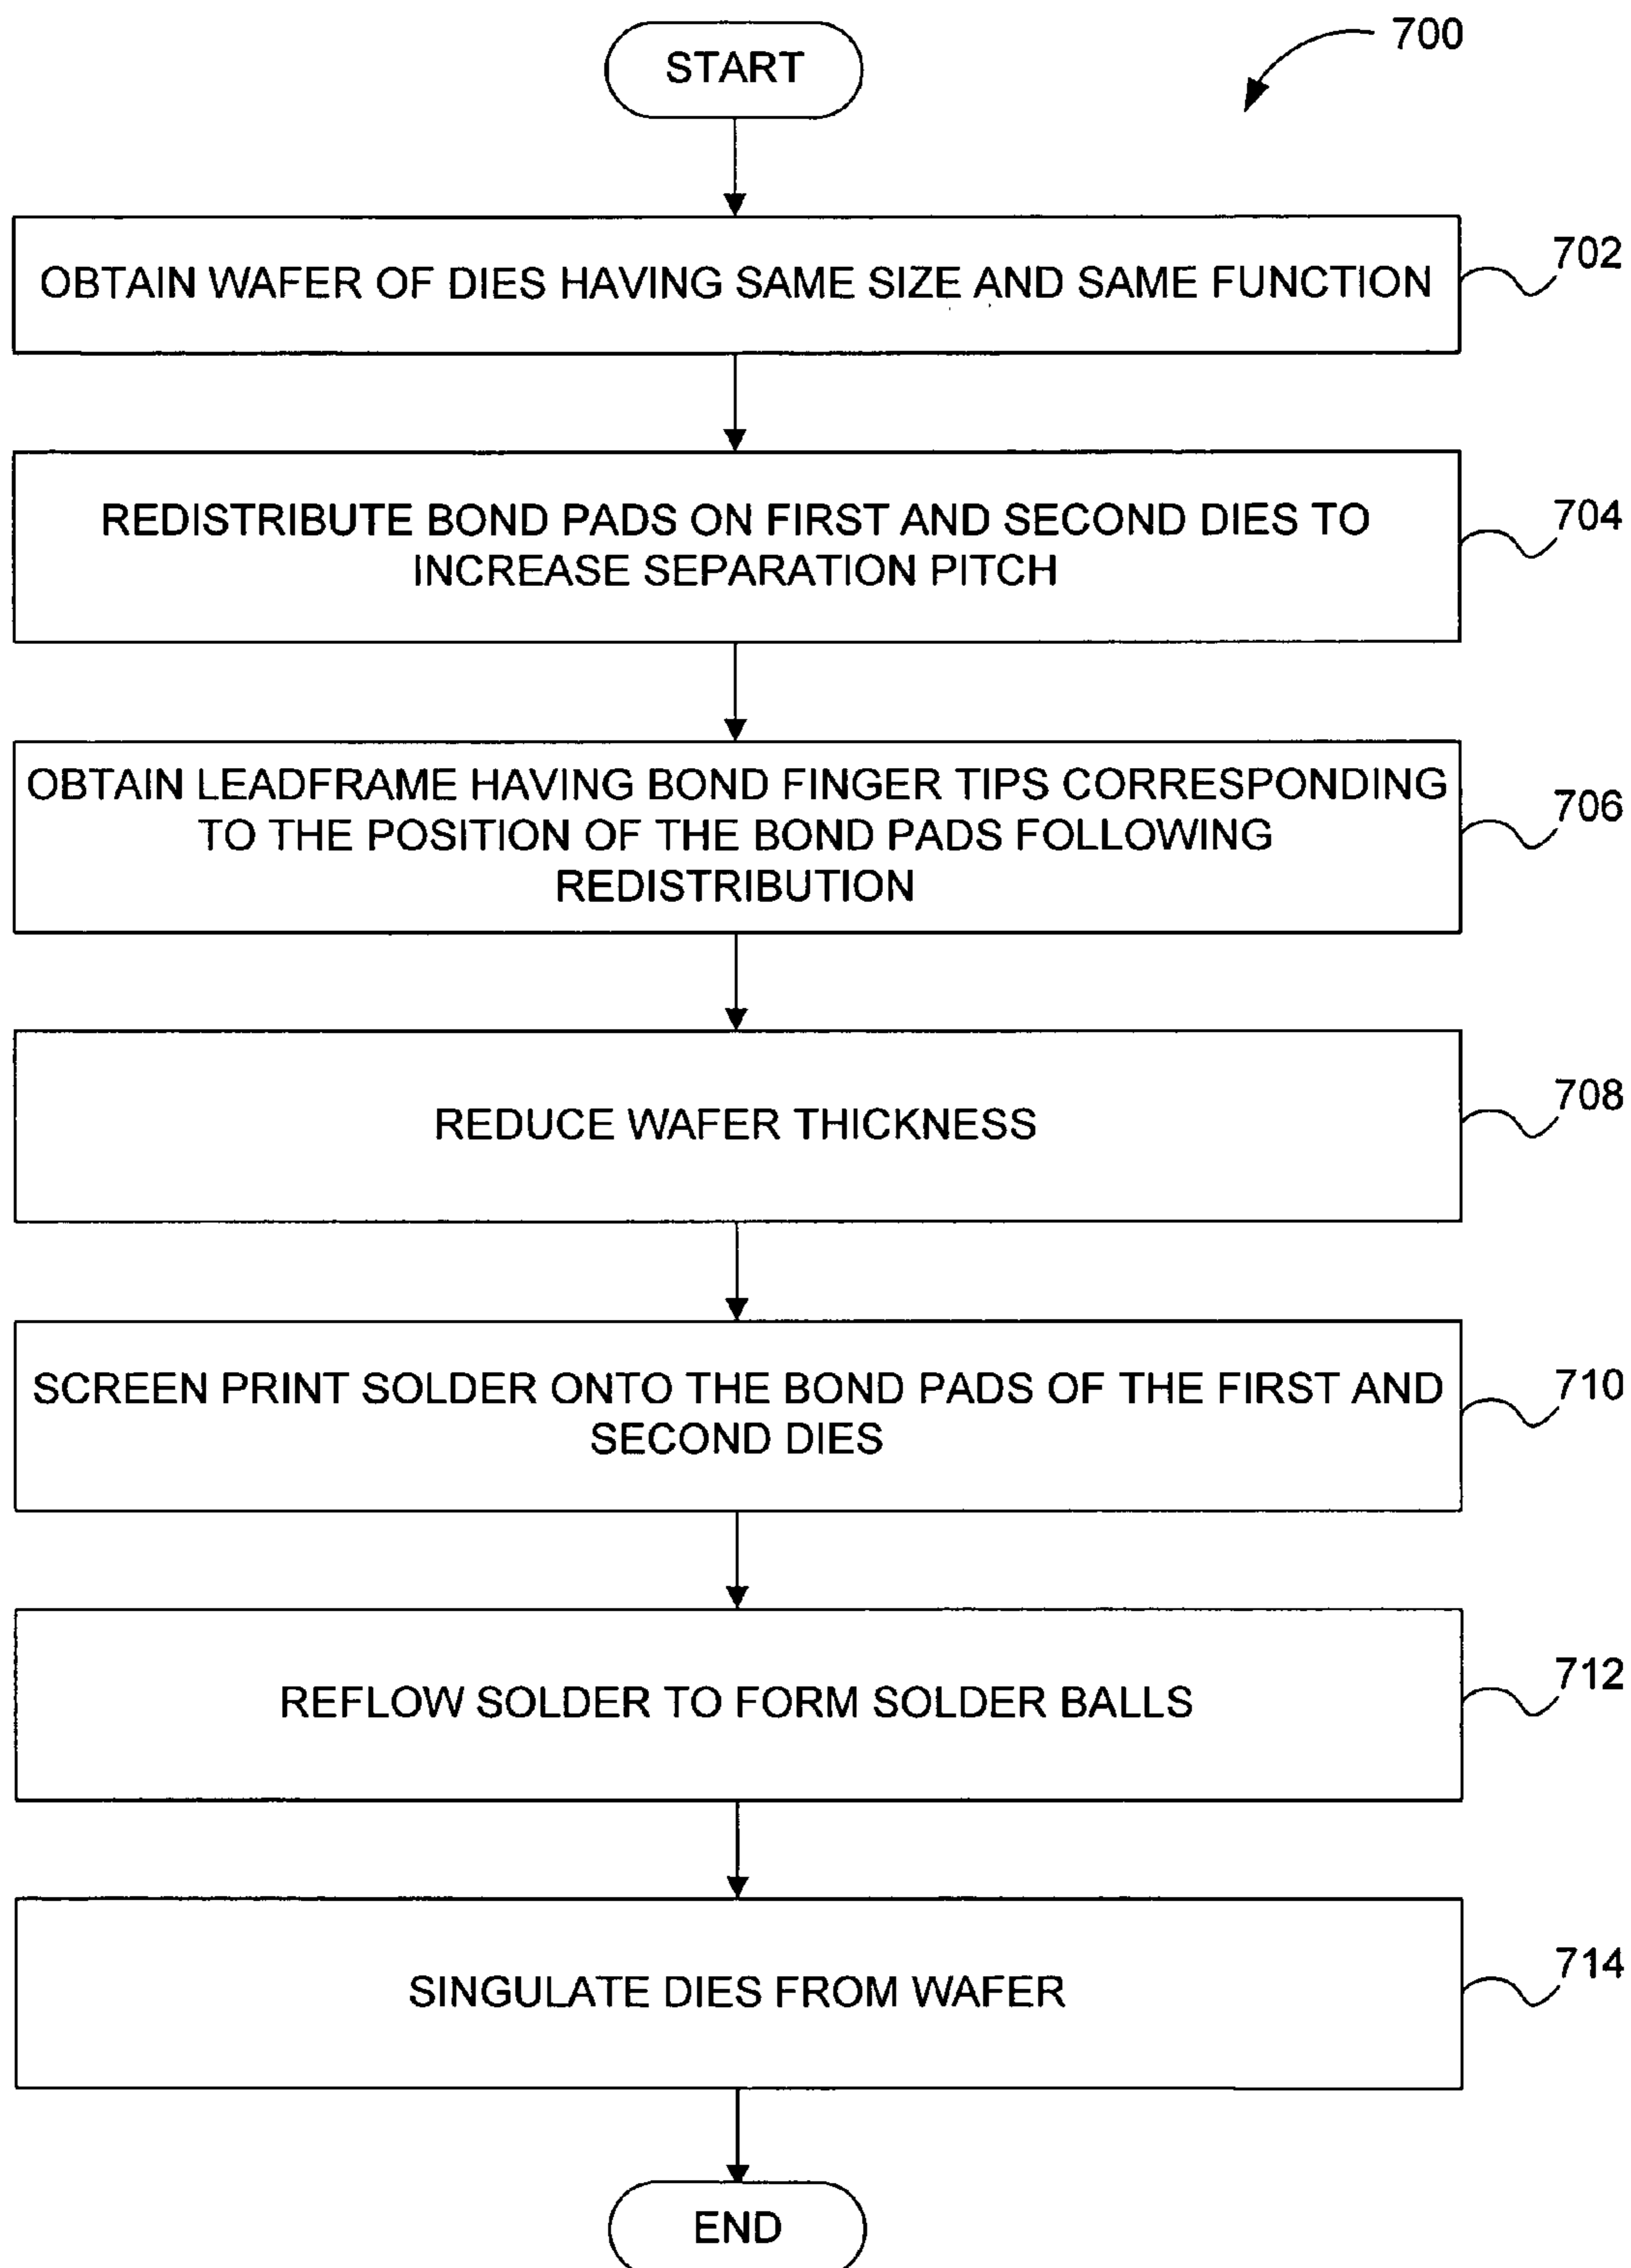 START
700
OBTAIN WAFER OF DIES HAVING SAME SIZE AND SAME FUNCTION
702
REDISTRIBUTE BOND PADS ON FIRST AND SECOND DIES TO
INCREASE SEPARATION PITCH
704
OBTAIN LEADFRAME HAVING BOND FINGER TIPS CORRESPONDING
TO THE POSITION OF THE BOND PADS FOLLOWING
REDISTRIBUTION
706
REDUCE WAFER THICKNESS
708
SCREEN PRINT SOLDER ONTO THE BOND PADS OF THE FIRST AND
SECOND DIES
710
REFLOW SOLDER TO FORM SOLDER BALLS
712
SINGULATE DIES FROM WAFER
714
END